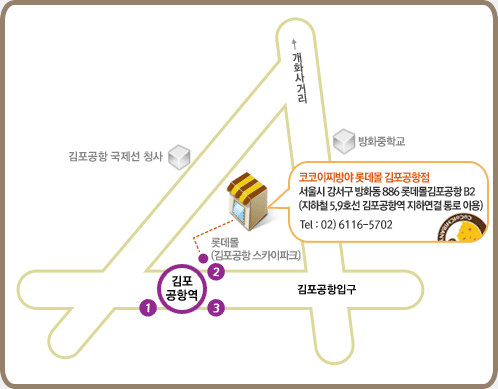 ← 개화사거리
방화중학교
김포공항 국제선 청사
코코이찌방야 롯데몰 김포공항점
서울시 강서구 방화동 886 롯데몰김포공항 B2
(지하철 5,9호선 김포공항역 지하연결 통로 이용)
Tel : 02) 6116-5702
롯데몰
(김포공항 스카이파크)
2
김포
공항역
김포공항입구
1
3